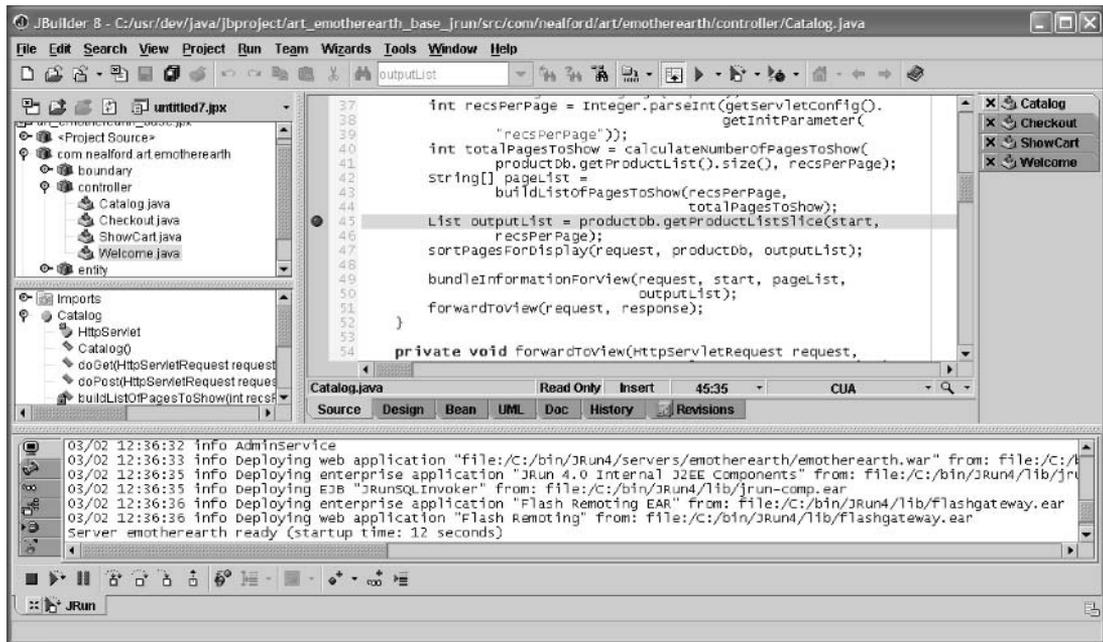 JBuilder 8 - C:/usr/dev/java/jbproject/art_emotherearth_base_jrun/src/com/nealford/art/emotherearth/controller/Catalog.java
File Edit Search View Project Run Team Wizards Tools Window Help
outputList
untitled7.jpx
<Project Source>
com.nealford.art.emotherearth
boundary
controller
Catalog.java
Checkout.java
ShowCart.java
Welcome.java
entity
Imports
Catalog
HttpServlet
Catalog()
doGet(HttpServletRequest request
doPost(HttpServletRequest reques
buildListOfPagesToShow(int recsF
37 int recsPerPage = Integer.parseInt(getServletConfig().
38 getInitParameter(
39 "recsPerPage"));
40 int totalPagesToShow = calculateNumberOfPagesToShow(
41 productDb.getProductList().size(), recsPerPage);
42 String[] pageList =
43 buildListOfPagesToShow(recsPerPage,
44 totalPagesToShow);
45 List outputList = productDb.getProductListSlice(start,
46 recsPerPage);
47 sortPagesForDisplay(request, productDb, outputList);
48
49 bundleInformationForView(request, start, pageList,
50 outputList);
51 forwardToView(request, response);
52 }
53
54 private void forwardToView(HttpServletRequest request,
Catalog.java Read Only Insert 45:35 CUA
Source Design Bean UML Doc History Revisions
Catalog
Checkout
ShowCart
Welcome
03/02 12:36:32 info AdminService
03/02 12:36:33 info Deploying web application "file:/C:/bin/JRun4/servers/emotherearth/emotherearth.war" from: file:/C:/b
03/02 12:36:35 info Deploying enterprise application "JRun 4.0 Internal J2EE Components" from: file:/C:/bin/JRun4/lib/jru
03/02 12:36:35 info Deploying EJB "JRunSQLInvoker" from: file:/C:/bin/JRun4/lib/jrun-comp.ear
03/02 12:36:36 info Deploying enterprise application "Flash Remoting EAR" from: file:/C:/bin/JRun4/lib/flashgateway.ear
03/02 12:36:36 info Deploying web application "Flash Remoting" from: file:/C:/bin/JRun4/lib/flashgateway.ear
Server emotherearth ready (startup time: 12 seconds)
JRun